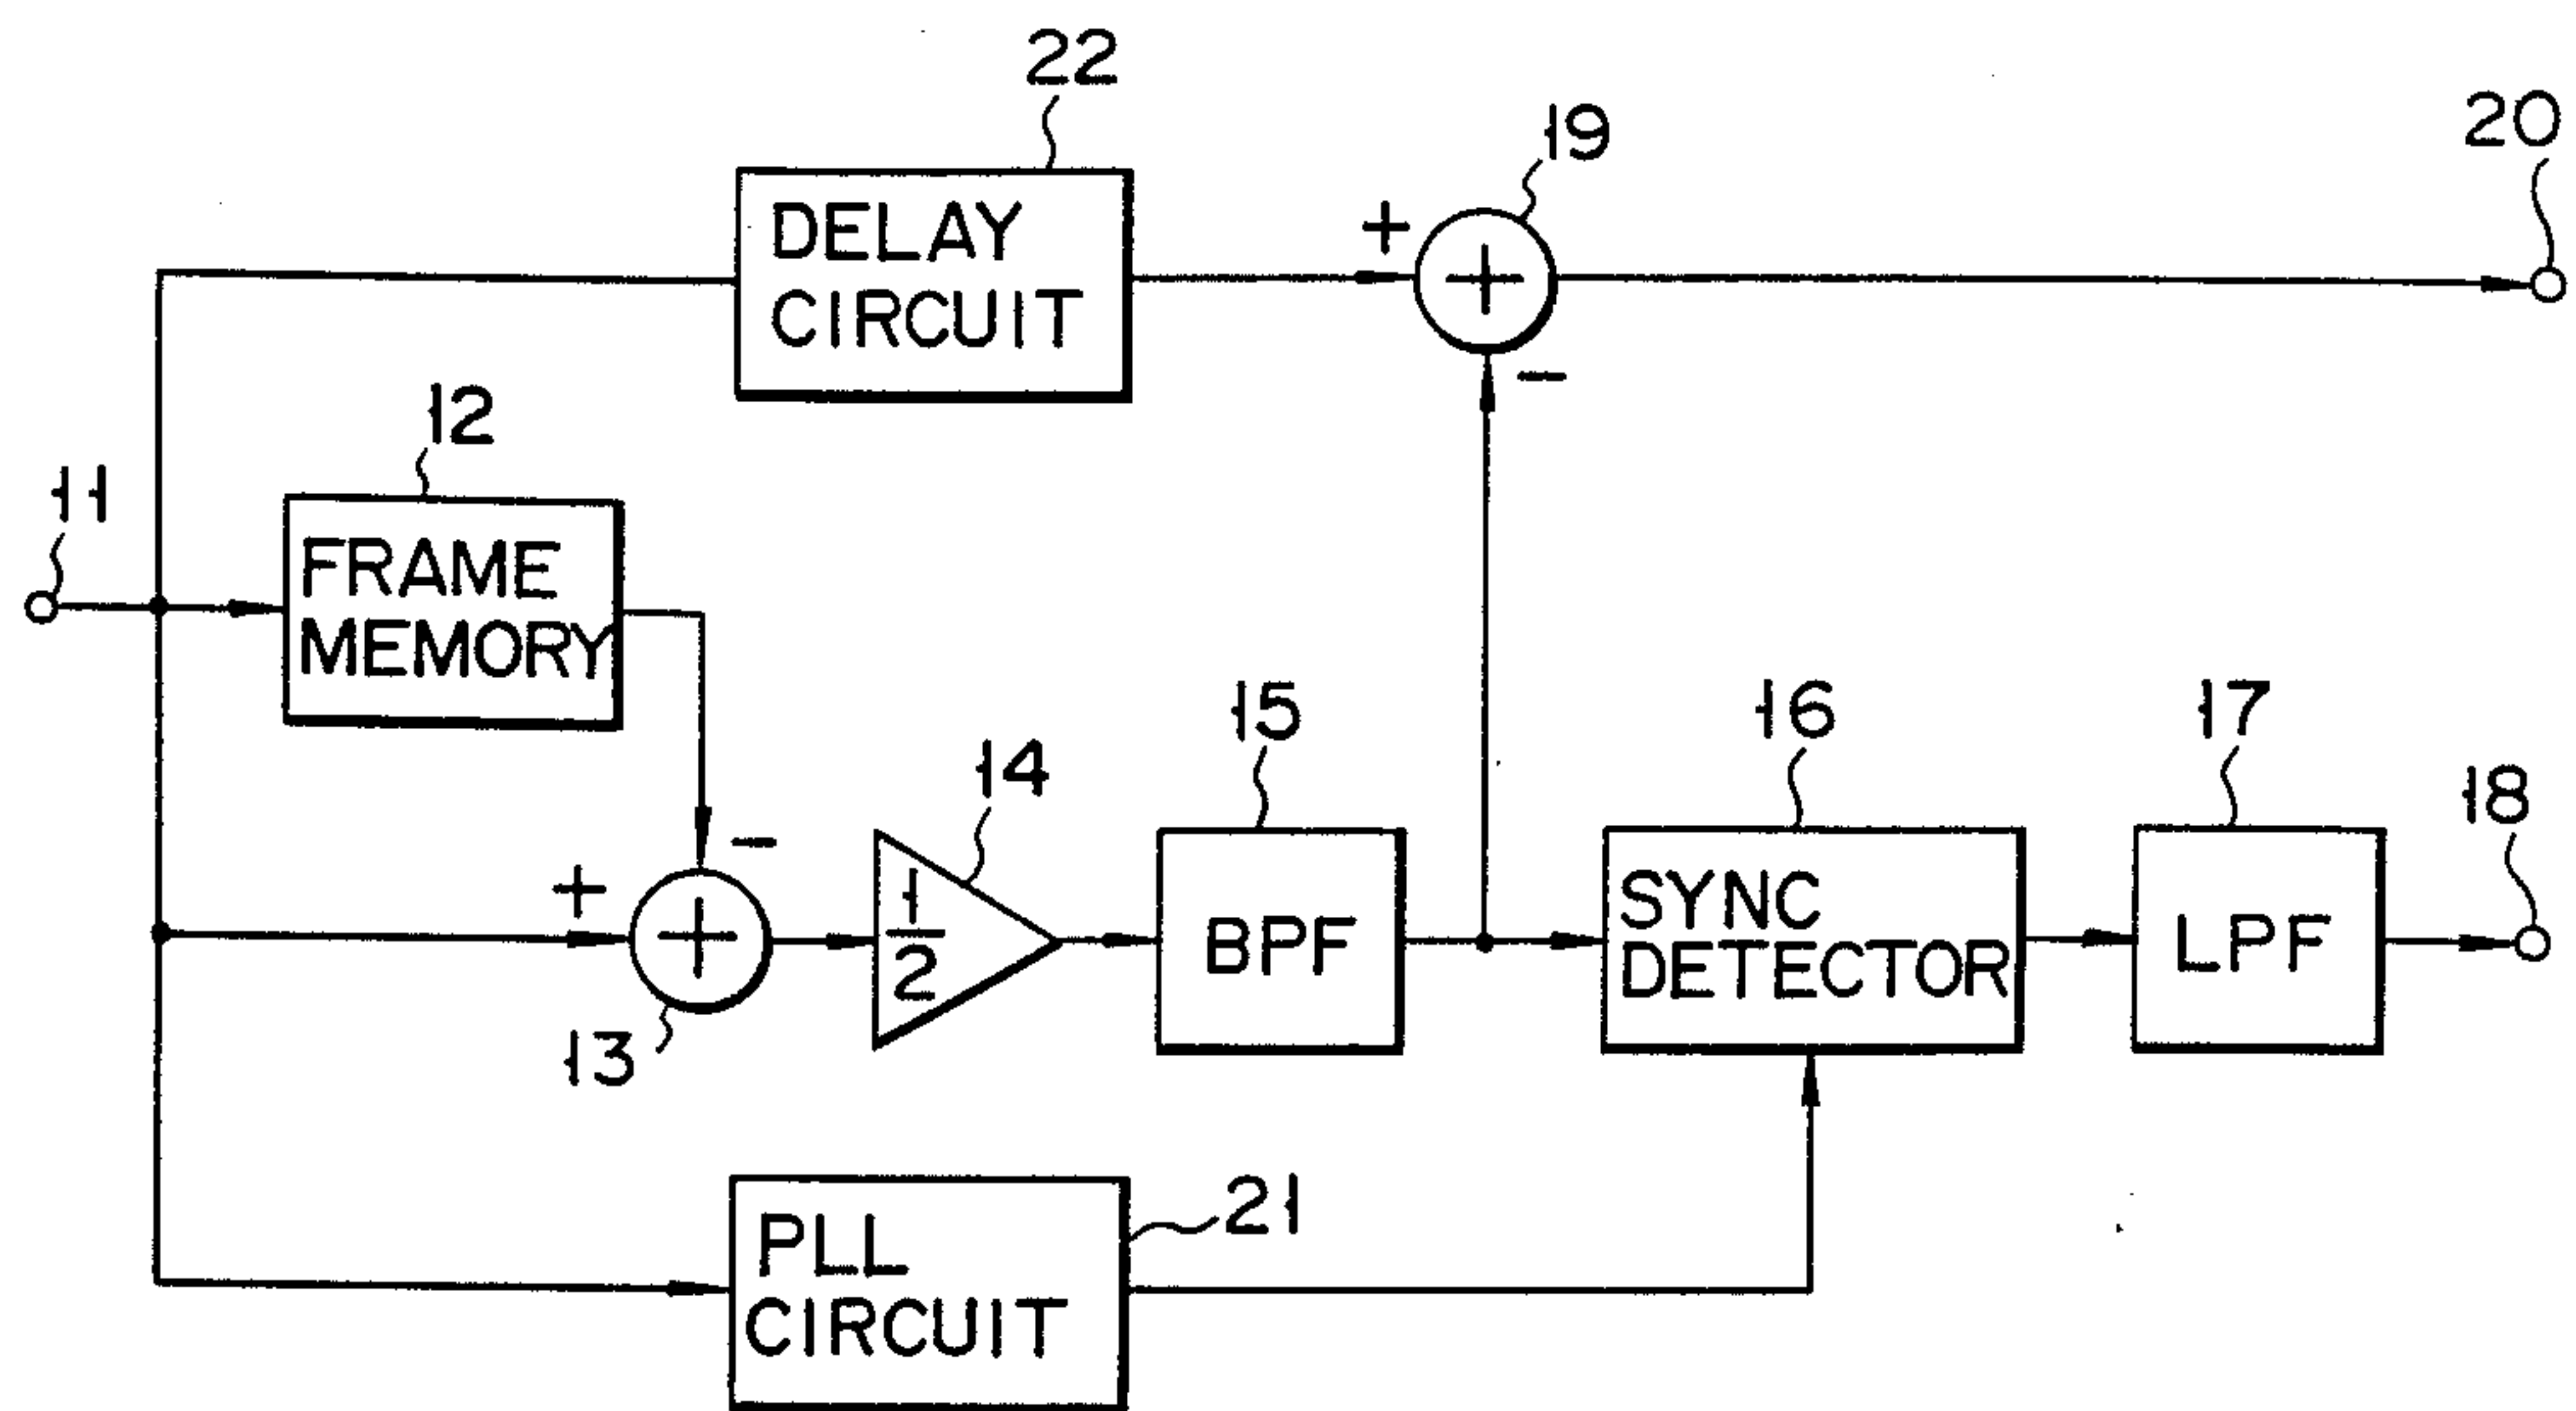 22
19
20
DELAY
CIRCUIT
+
+
-
12
11
FRAME
MEMORY
15
16
17
18
14
-
+
+
1
2
BPF
SYNC
DETECTOR
LPF
13
21
PLL
CIRCUIT